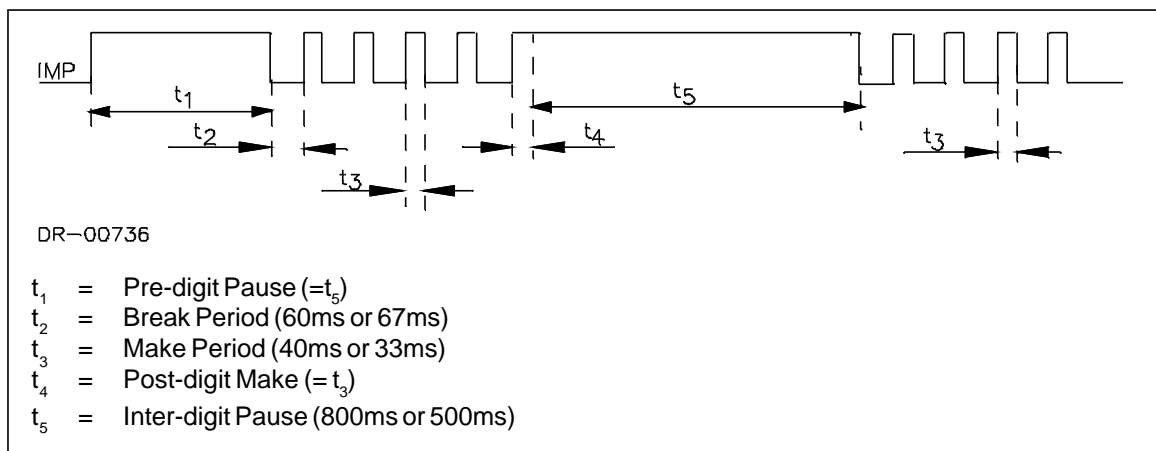 IMP
t1
t5
t2
t4
t3
t3
DR-00736
t1 = Pre-digit Pause (=t5)
t2 = Break Period (60ms or 67ms)
t3 = Make Period (40ms or 33ms)
t4 = Post-digit Make (= t3)
t5 = Inter-digit Pause (800ms or 500ms)